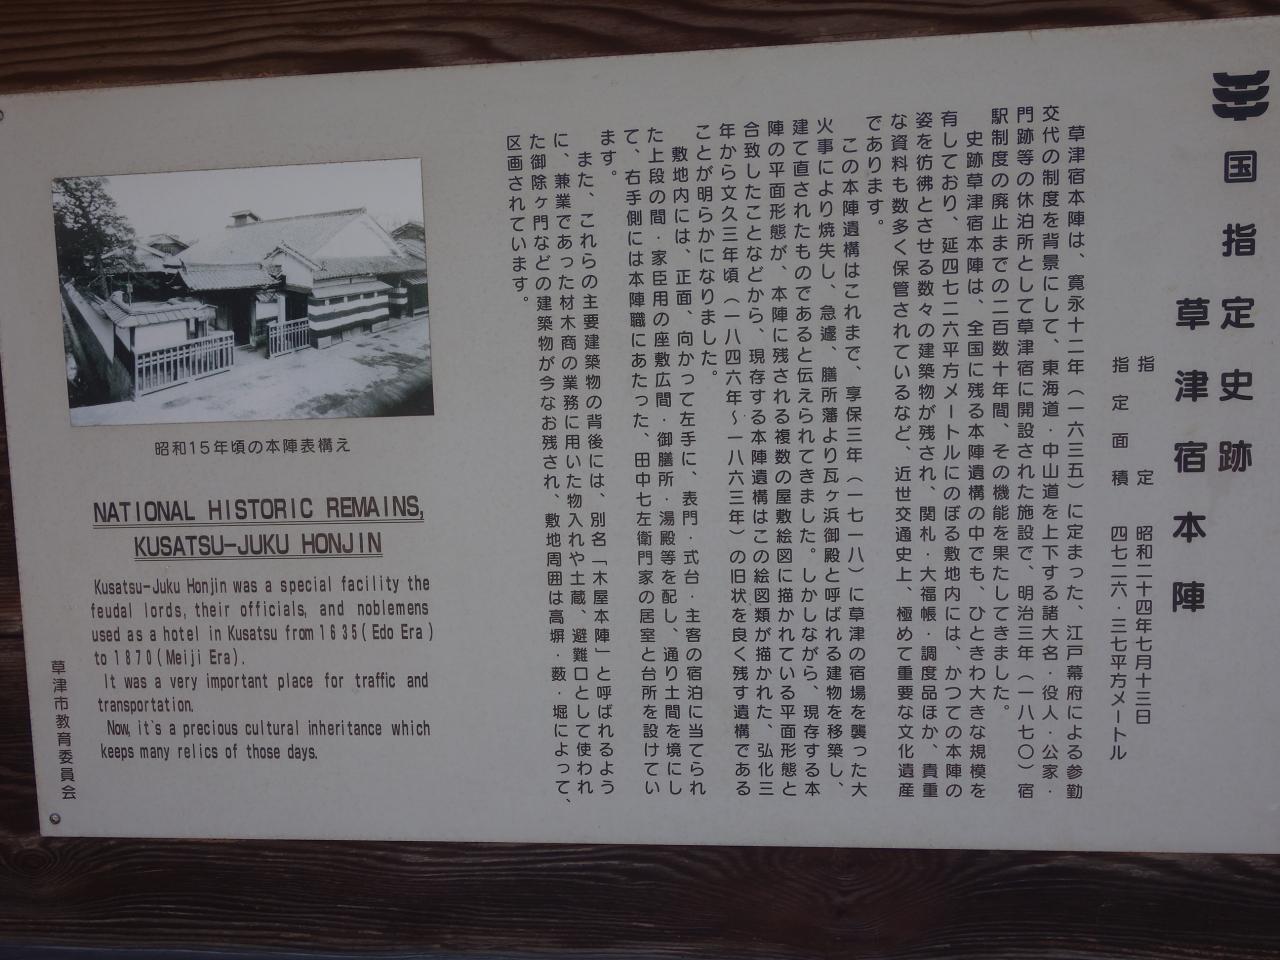 国指定史跡
草津宿本陣
指定 昭和二十四年七月十三日
指定面積 四七二六・三七平方メートル
草津宿本陣は、寛永十二年（一六三五）に定まった、江戸幕府による参勤
交代の制度を背景にして、東海道・中山道を上下する諸大名・役人・公家・
門跡等の休泊所として草津宿に開設された施設で、明治三年（一八七〇）宿
駅制度の廃止までの二百数十年間、その機能を果たしてきました。
史跡草津宿本陣は、全国に残る本陣遺構の中でも、ひときわ大きな規模を
有しており、延四七二六平方メートルにのぼる敷地内には、かつての本陣の
姿を彷彿とさせる数々の建築物が残され、関札・大福帳・調度品ほか、貴重
な資料も数多く保管されているなど、近世交通史上、極めて重要な文化遺産
であります。
この本陣遺構はこれまで、享保三年（一七一八）に草津の宿場を襲った大
火事により焼失し、急遽、膳所藩より瓦ヶ浜御殿と呼ばれる建物を移築し、
建て直されたものであると伝えられてきました。しかしながら、現存する本
陣の平面形態が、本陣に残される複数の屋敷絵図に描かれている平面形態と
合致したことなどから、現存する本陣遺構はこの絵図類が描かれた、弘化三
年から文久三年頃（一八四六年〜一八六三年）の旧状を良く残す遺構である
ことが明らかになりました。
敷地内には、正面、向かって左手に、表門・式台・主客の宿泊に当てられ
た上段の間・家臣用の座敷広間・御膳所・湯殿等を配し、通り土間を境にし
て、右手側には本陣職にあたった、田中七左衛門家の居室と台所を設けてい
ます。
また、これらの主要建築物の背後には、別名「木屋本陣」と呼ばれるよう
に、兼業であった材木商の業務に用いた物入れや土蔵、避難口として使われ
た御除ヶ門などの建築物が今なお残され、敷地周囲は高塀・薮・堀によって、
区画されています。
昭和15年頃の本陣表構え
NATIONAL HISTORIC REMAINS,
KUSATSU-JUKU HONJIN
Kusatsu-Juku Honjin was a special facility the
feudal lords, their officials, and noblemens
used as a hotel in Kusatsu from 1635(Edo Era)
to 1870(Meiji Era).
It was a very important place for traffic and
transportation.
Now, it's a precious cultural inheritance which
keeps many relics of those days.
草津市教育委員会